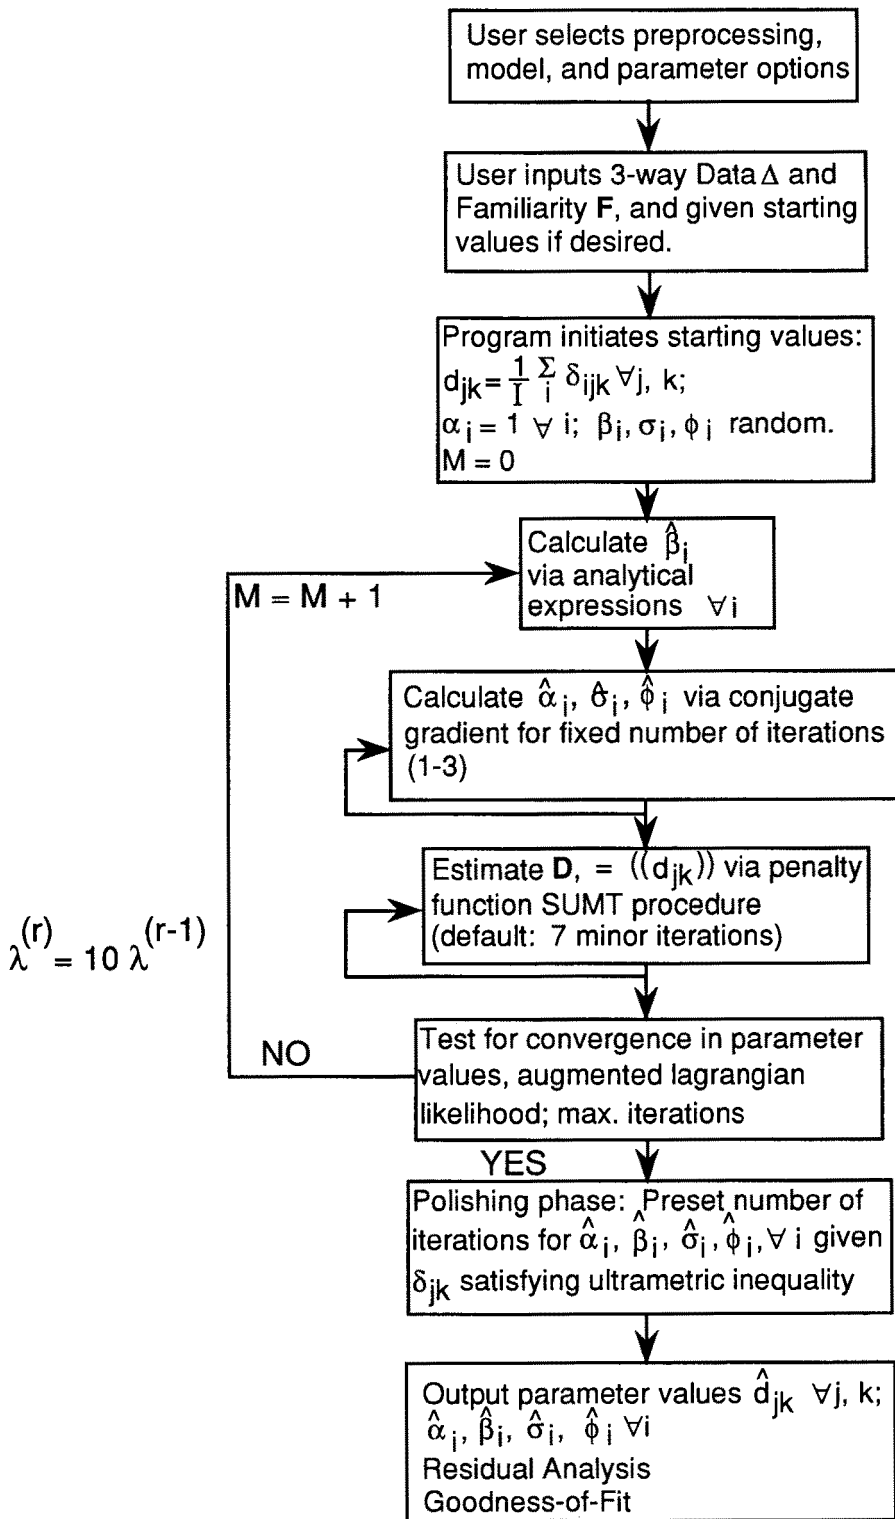 User selects preprocessing,
model, and parameter options
User inputs 3-way Data Δ and
Familiarity F, and given starting
values if desired.
Program initiates starting values:
d_jk = 1/I Σ_i δ_ijk ∀j, k;
α_i = 1 ∀ i; β_i, σ_i, ϕ_i random.
M = 0
Calculate β̂_i
via analytical
expressions ∀i
M = M + 1
Calculate α̂_i, σ̂_i, ϕ̂_i via conjugate
gradient for fixed number of iterations
(1-3)
Estimate D, = ((d_jk)) via penalty
function SUMT procedure
(default: 7 minor iterations)
λ^(r) = 10 λ^(r-1)
NO
Test for convergence in parameter
values, augmented lagrangian
likelihood; max. iterations
YES
Polishing phase: Preset number of
iterations for α̂_i, β̂_i, σ̂_i, ϕ̂_i, ∀ i given
δ_jk satisfying ultrametric inequality
Output parameter values d̂_jk ∀j, k;
α̂_i, β̂_i, σ̂_i, ϕ̂_i ∀i
Residual Analysis
Goodness-of-Fit